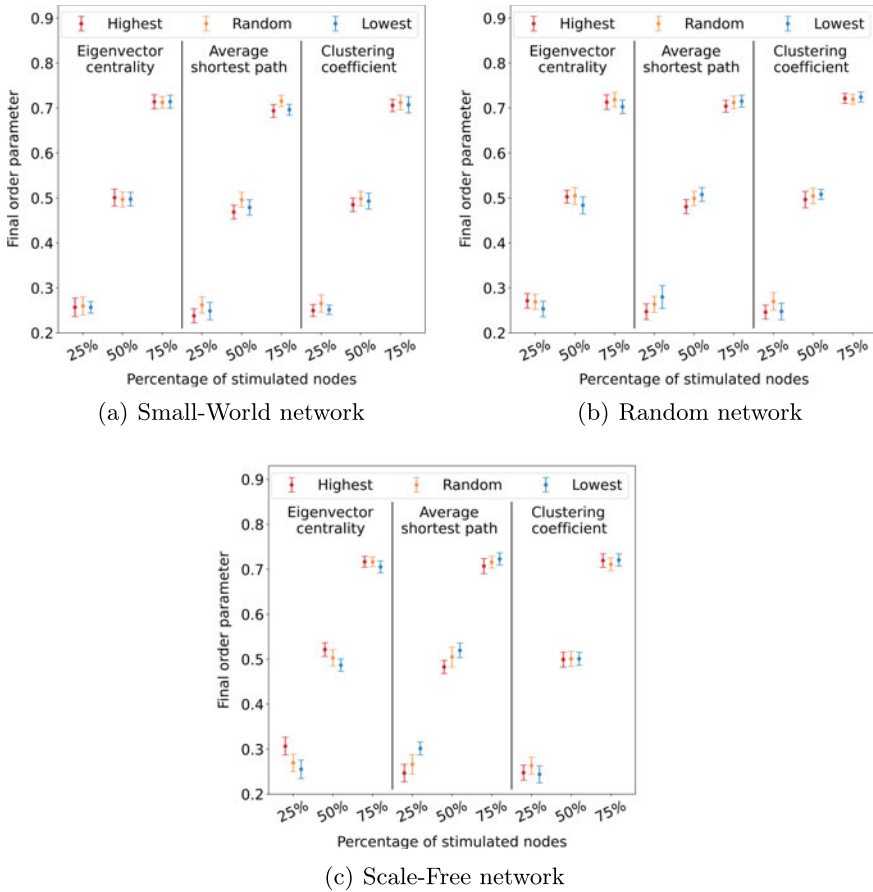 Highest Random Lowest
Eigenvector centrality
Average shortest path
Clustering coefficient
0.9
0.8
0.7
0.6
0.5
0.4
0.3
0.2
Final order parameter
25% 50% 75% 25% 50% 75% 25% 50% 75%
Percentage of stimulated nodes
(a) Small-World network
Highest Random Lowest
Eigenvector centrality
Average shortest path
Clustering coefficient
0.9
0.8
0.7
0.6
0.5
0.4
0.3
0.2
Final order parameter
25% 50% 75% 25% 50% 75% 25% 50% 75%
Percentage of stimulated nodes
(b) Random network
Highest Random Lowest
Eigenvector centrality
Average shortest path
Clustering coefficient
0.9
0.8
0.7
0.6
0.5
0.4
0.3
0.2
Final order parameter
25% 50% 75% 25% 50% 75% 25% 50% 75%
Percentage of stimulated nodes
(c) Scale-Free network